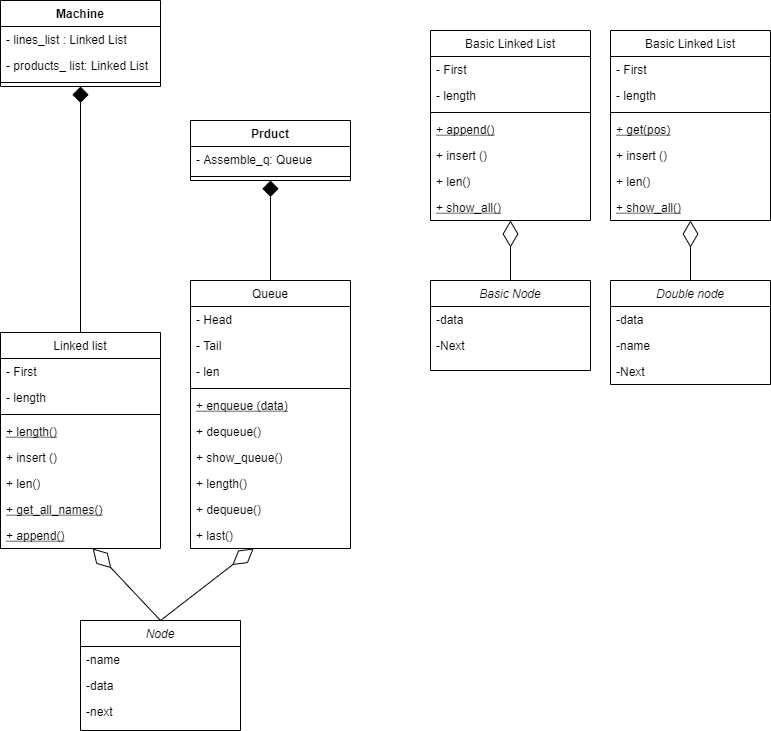 Machine
- lines_list : Linked List
- products_ list: Linked List
Prduct
- Assemble_q: Queue
Linked list
- First
- length
+ length()
+ insert ()
+ len()
+ get_all_names()
+ append()
Queue
- Head
- Tail
- len
+ enqueue (data)
+ dequeue()
+ show_queue()
+ length()
+ dequeue()
+ last()
Node
-name
-data
-next
Basic Linked List
- First
- length
+ append()
+ insert ()
+ len()
+ show_all()
Basic Node
-data
-Next
Basic Linked List
- First
- length
+ get(pos)
+ insert ()
+ len()
+ show_all()
Double node
-data
-name
-Next